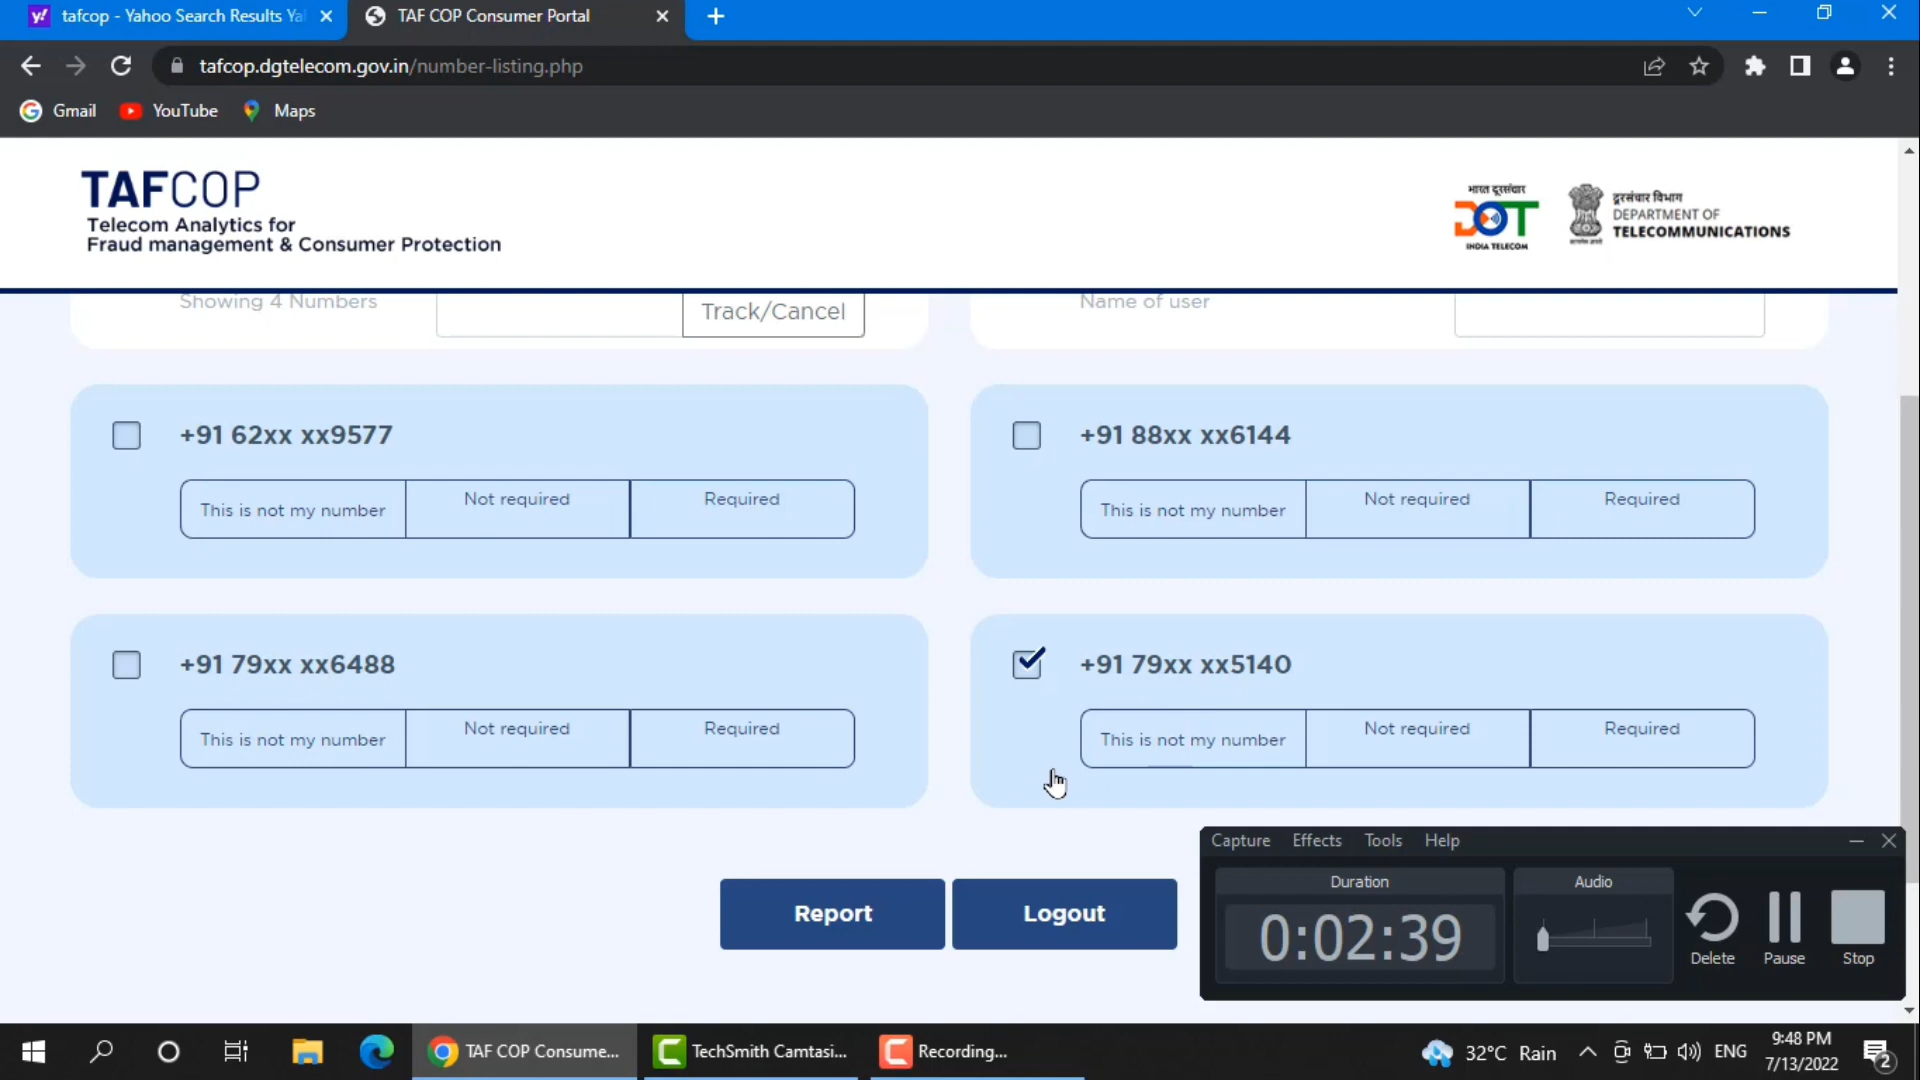 tafcop - Yahoo Search Results Ya
TAF COP Consumer Portal
tafcop.dgtelecom.gov.in/number-listing.php
Gmail
YouTube
Maps
TAFCOP
Telecom Analytics for
Fraud management & Consumer Protection
भारत दूरसंचार
DOT
INDIA TELECOM
दूरसंचार विभाग
DEPARTMENT OF
TELECOMMUNICATIONS
Showing 4 Numbers
Track/Cancel
Name of user
+91 62xx xx9577
This is not my number
Not required
Required
+91 88xx xx6144
This is not my number
Not required
Required
+91 79xx xx6488
This is not my number
Not required
Required
+91 79xx xx5140
This is not my number
Not required
Required
Report
Logout
Capture
Effects
Tools
Help
Duration
0:02:39
Audio
Delete
Pause
Stop
TAF COP Consume...
TechSmith Camtasi...
Recording...
32°C Rain
ENG
9:48 PM
7/13/2022
2